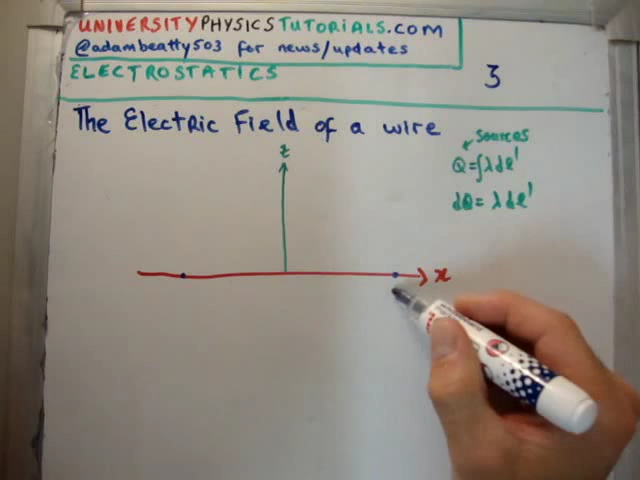 UNIVERSITYPHYSICSTUTORIALS.COM
@adambeatty503 for news/updates
ELECTROSTATICS
3
The Electric Field of a wire
Sources
Q=∫λdl'
dQ=λdl'
z
x